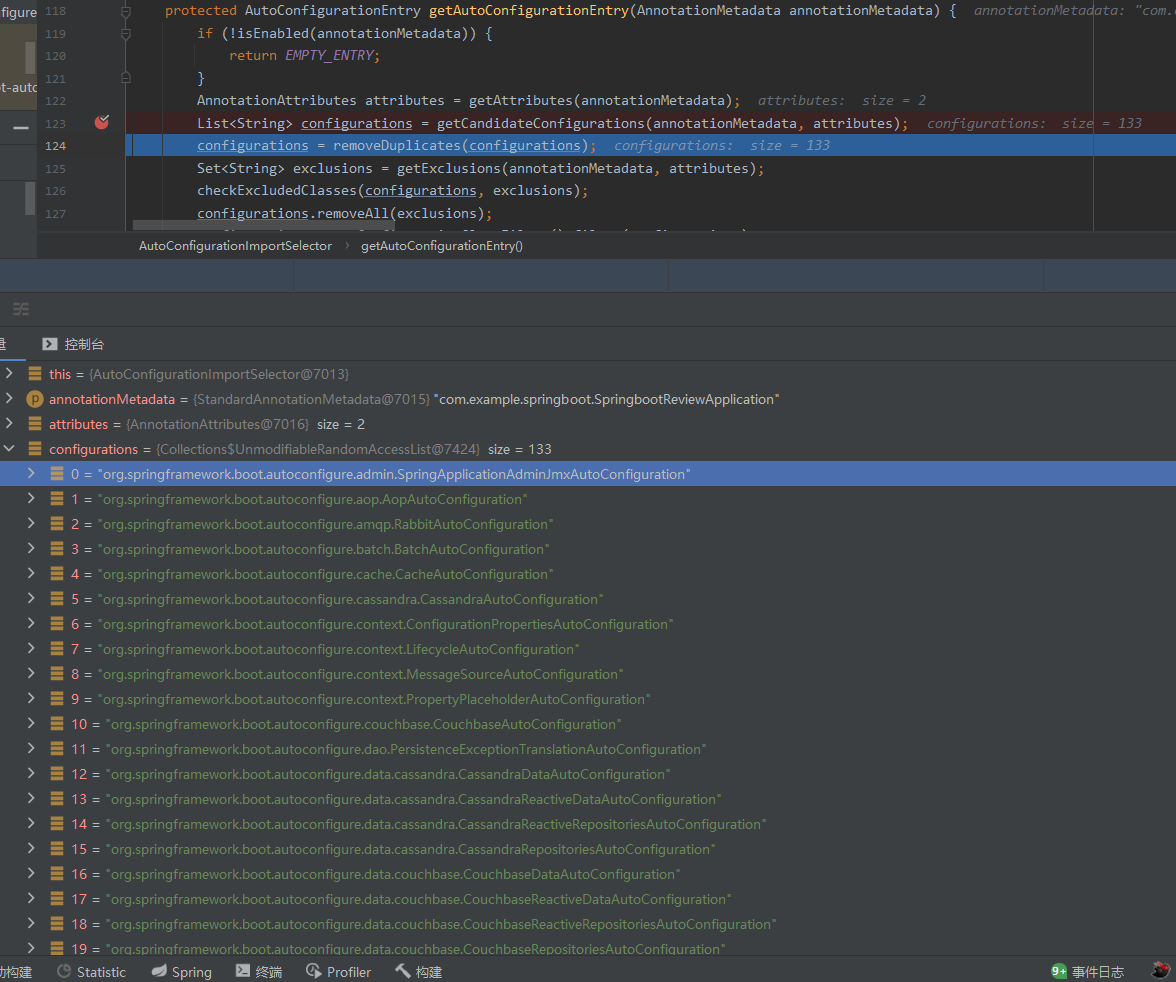 figure
118 protected AutoConfigurationEntry getAutoConfigurationEntry(AnnotationMetadata annotationMetadata) { annotationMetadata: "com.
119 if (!isEnabled(annotationMetadata)) {
120 return EMPTY_ENTRY;
121 }
t-auto
122 AnnotationAttributes attributes = getAttributes(annotationMetadata); attributes: size = 2
123 List<String> configurations = getCandidateConfigurations(annotationMetadata, attributes); configurations: size = 133
124 configurations = removeDuplicates(configurations); configurations: size = 133
125 Set<String> exclusions = getExclusions(annotationMetadata, attributes);
126 checkExcludedClasses(configurations, exclusions);
127 configurations.removeAll(exclusions);
AutoConfigurationImportSelector › getAutoConfigurationEntry()
量 控制台
this = {AutoConfigurationImportSelector@7013}
p annotationMetadata = {StandardAnnotationMetadata@7015} "com.example.springboot.SpringbootReviewApplication"
attributes = {AnnotationAttributes@7016} size = 2
configurations = {Collections$UnmodifiableRandomAccessList@7424} size = 133
0 = "org.springframework.boot.autoconfigure.admin.SpringApplicationAdminJmxAutoConfiguration"
1 = "org.springframework.boot.autoconfigure.aop.AopAutoConfiguration"
2 = "org.springframework.boot.autoconfigure.amqp.RabbitAutoConfiguration"
3 = "org.springframework.boot.autoconfigure.batch.BatchAutoConfiguration"
4 = "org.springframework.boot.autoconfigure.cache.CacheAutoConfiguration"
5 = "org.springframework.boot.autoconfigure.cassandra.CassandraAutoConfiguration"
6 = "org.springframework.boot.autoconfigure.context.ConfigurationPropertiesAutoConfiguration"
7 = "org.springframework.boot.autoconfigure.context.LifecycleAutoConfiguration"
8 = "org.springframework.boot.autoconfigure.context.MessageSourceAutoConfiguration"
9 = "org.springframework.boot.autoconfigure.context.PropertyPlaceholderAutoConfiguration"
10 = "org.springframework.boot.autoconfigure.couchbase.CouchbaseAutoConfiguration"
11 = "org.springframework.boot.autoconfigure.dao.PersistenceExceptionTranslationAutoConfiguration"
12 = "org.springframework.boot.autoconfigure.data.cassandra.CassandraDataAutoConfiguration"
13 = "org.springframework.boot.autoconfigure.data.cassandra.CassandraReactiveDataAutoConfiguration"
14 = "org.springframework.boot.autoconfigure.data.cassandra.CassandraReactiveRepositoriesAutoConfiguration"
15 = "org.springframework.boot.autoconfigure.data.cassandra.CassandraRepositoriesAutoConfiguration"
16 = "org.springframework.boot.autoconfigure.data.couchbase.CouchbaseDataAutoConfiguration"
17 = "org.springframework.boot.autoconfigure.data.couchbase.CouchbaseReactiveDataAutoConfiguration"
18 = "org.springframework.boot.autoconfigure.data.couchbase.CouchbaseReactiveRepositoriesAutoConfiguration"
19 = "org.springframework.boot.autoconfigure.data.couchbase.CouchbaseRepositoriesAutoConfiguration"
动构建 Statistic Spring 终端 Profiler 构建 9+ 事件日志